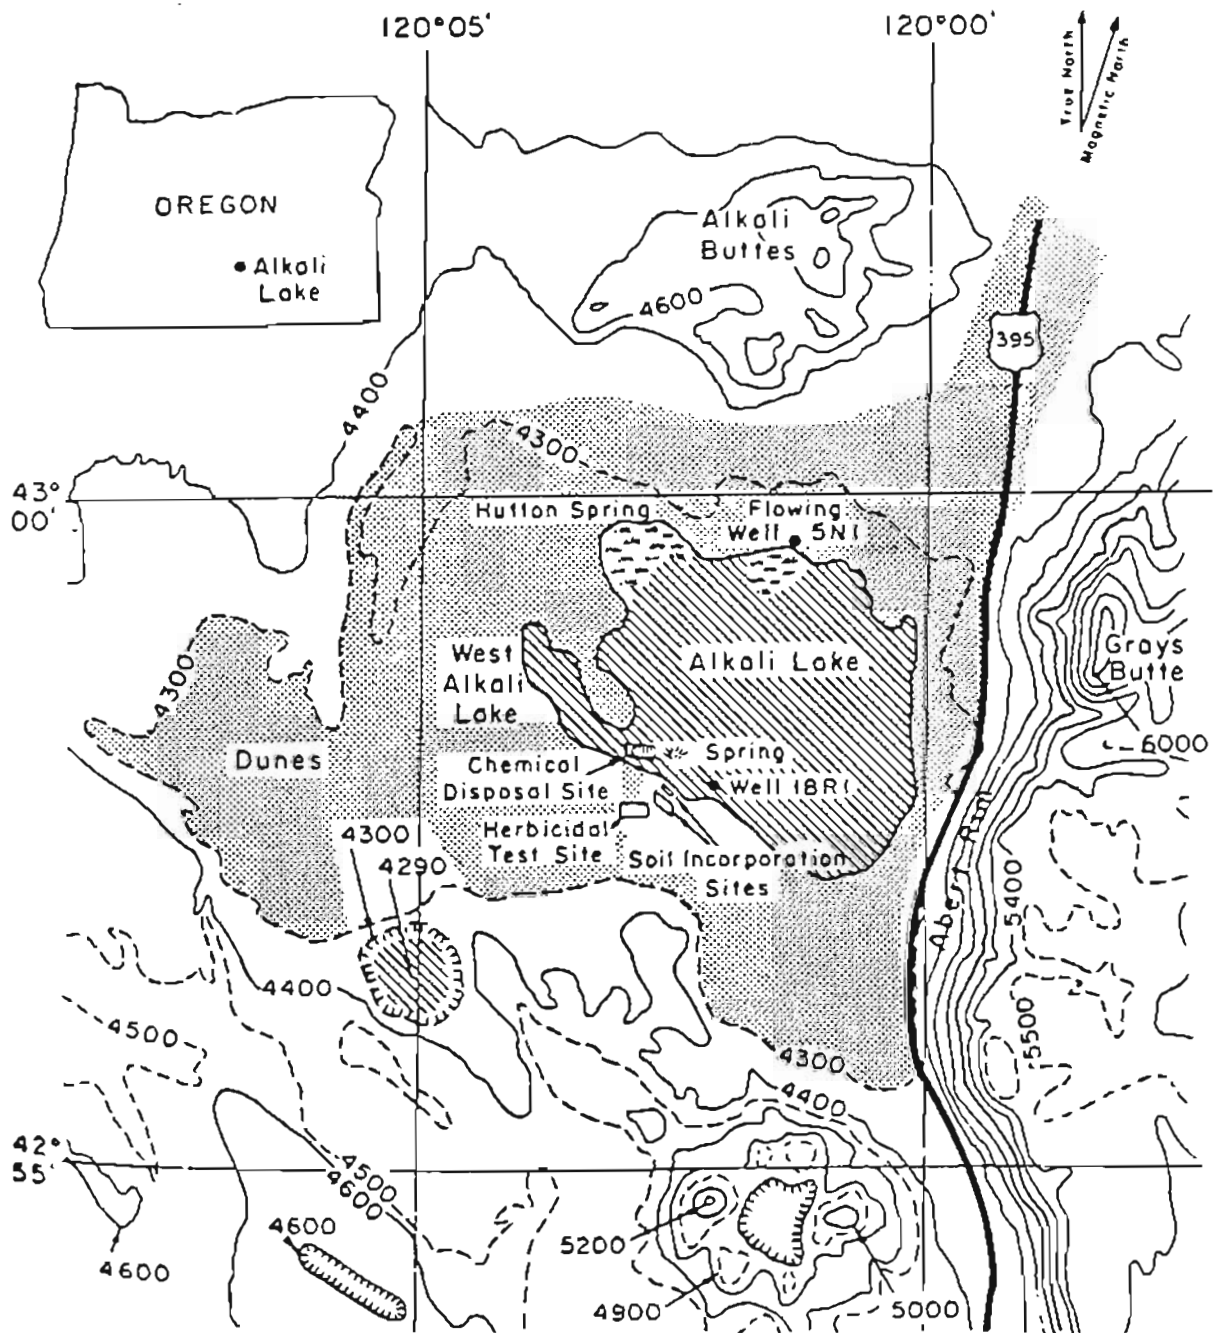 120°05'
120°00'
True North
Magnetic North
OREGON
Alkali
Lake
Alkali
Buttes
4600
395
4400
4300
43°
00'
Hutton Spring
Flowing
Well 5N1
West
Alkali
Lake
Alkali Lake
Grays
Butte
4300
6000
Dunes
Spring
Chemical
Disposal Site
Well 18R1
4300
Herbicidal
Test Site
4290
Soil Incorporation
Sites
Abert Rim
5400
4400
4500
5500
4300
4400
42°
55'
4500
4600
4600
5200
4600
4900
5000